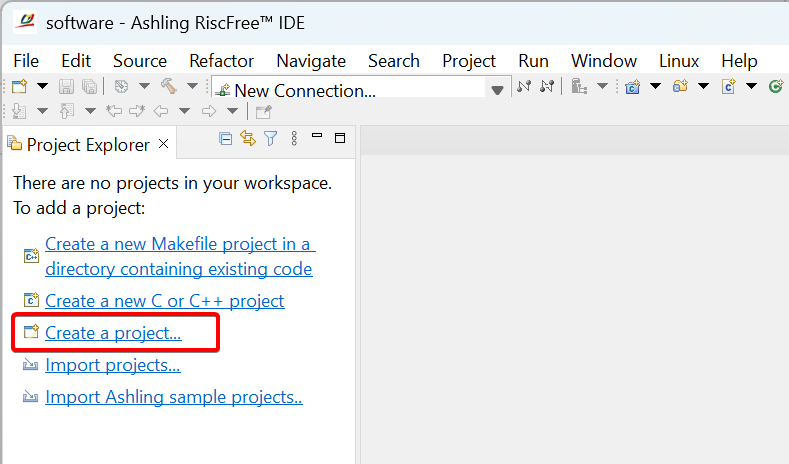 software - Ashling RiscFree™ IDE
File Edit Source Refactor Navigate Search Project Run Window Linux Help
New Connection...
Project Explorer
There are no projects in your workspace.
To add a project:
Create a new Makefile project in a
directory containing existing code
Create a new C or C++ project
Create a project...
Import projects...
Import Ashling sample projects..